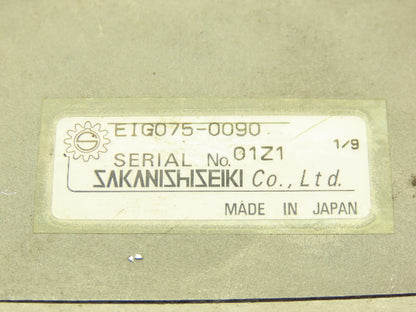 EIG075-0090
SERIAL No. 01Z1 1/9
SAKANISHISEIKI Co., Ltd.
MADE IN JAPAN